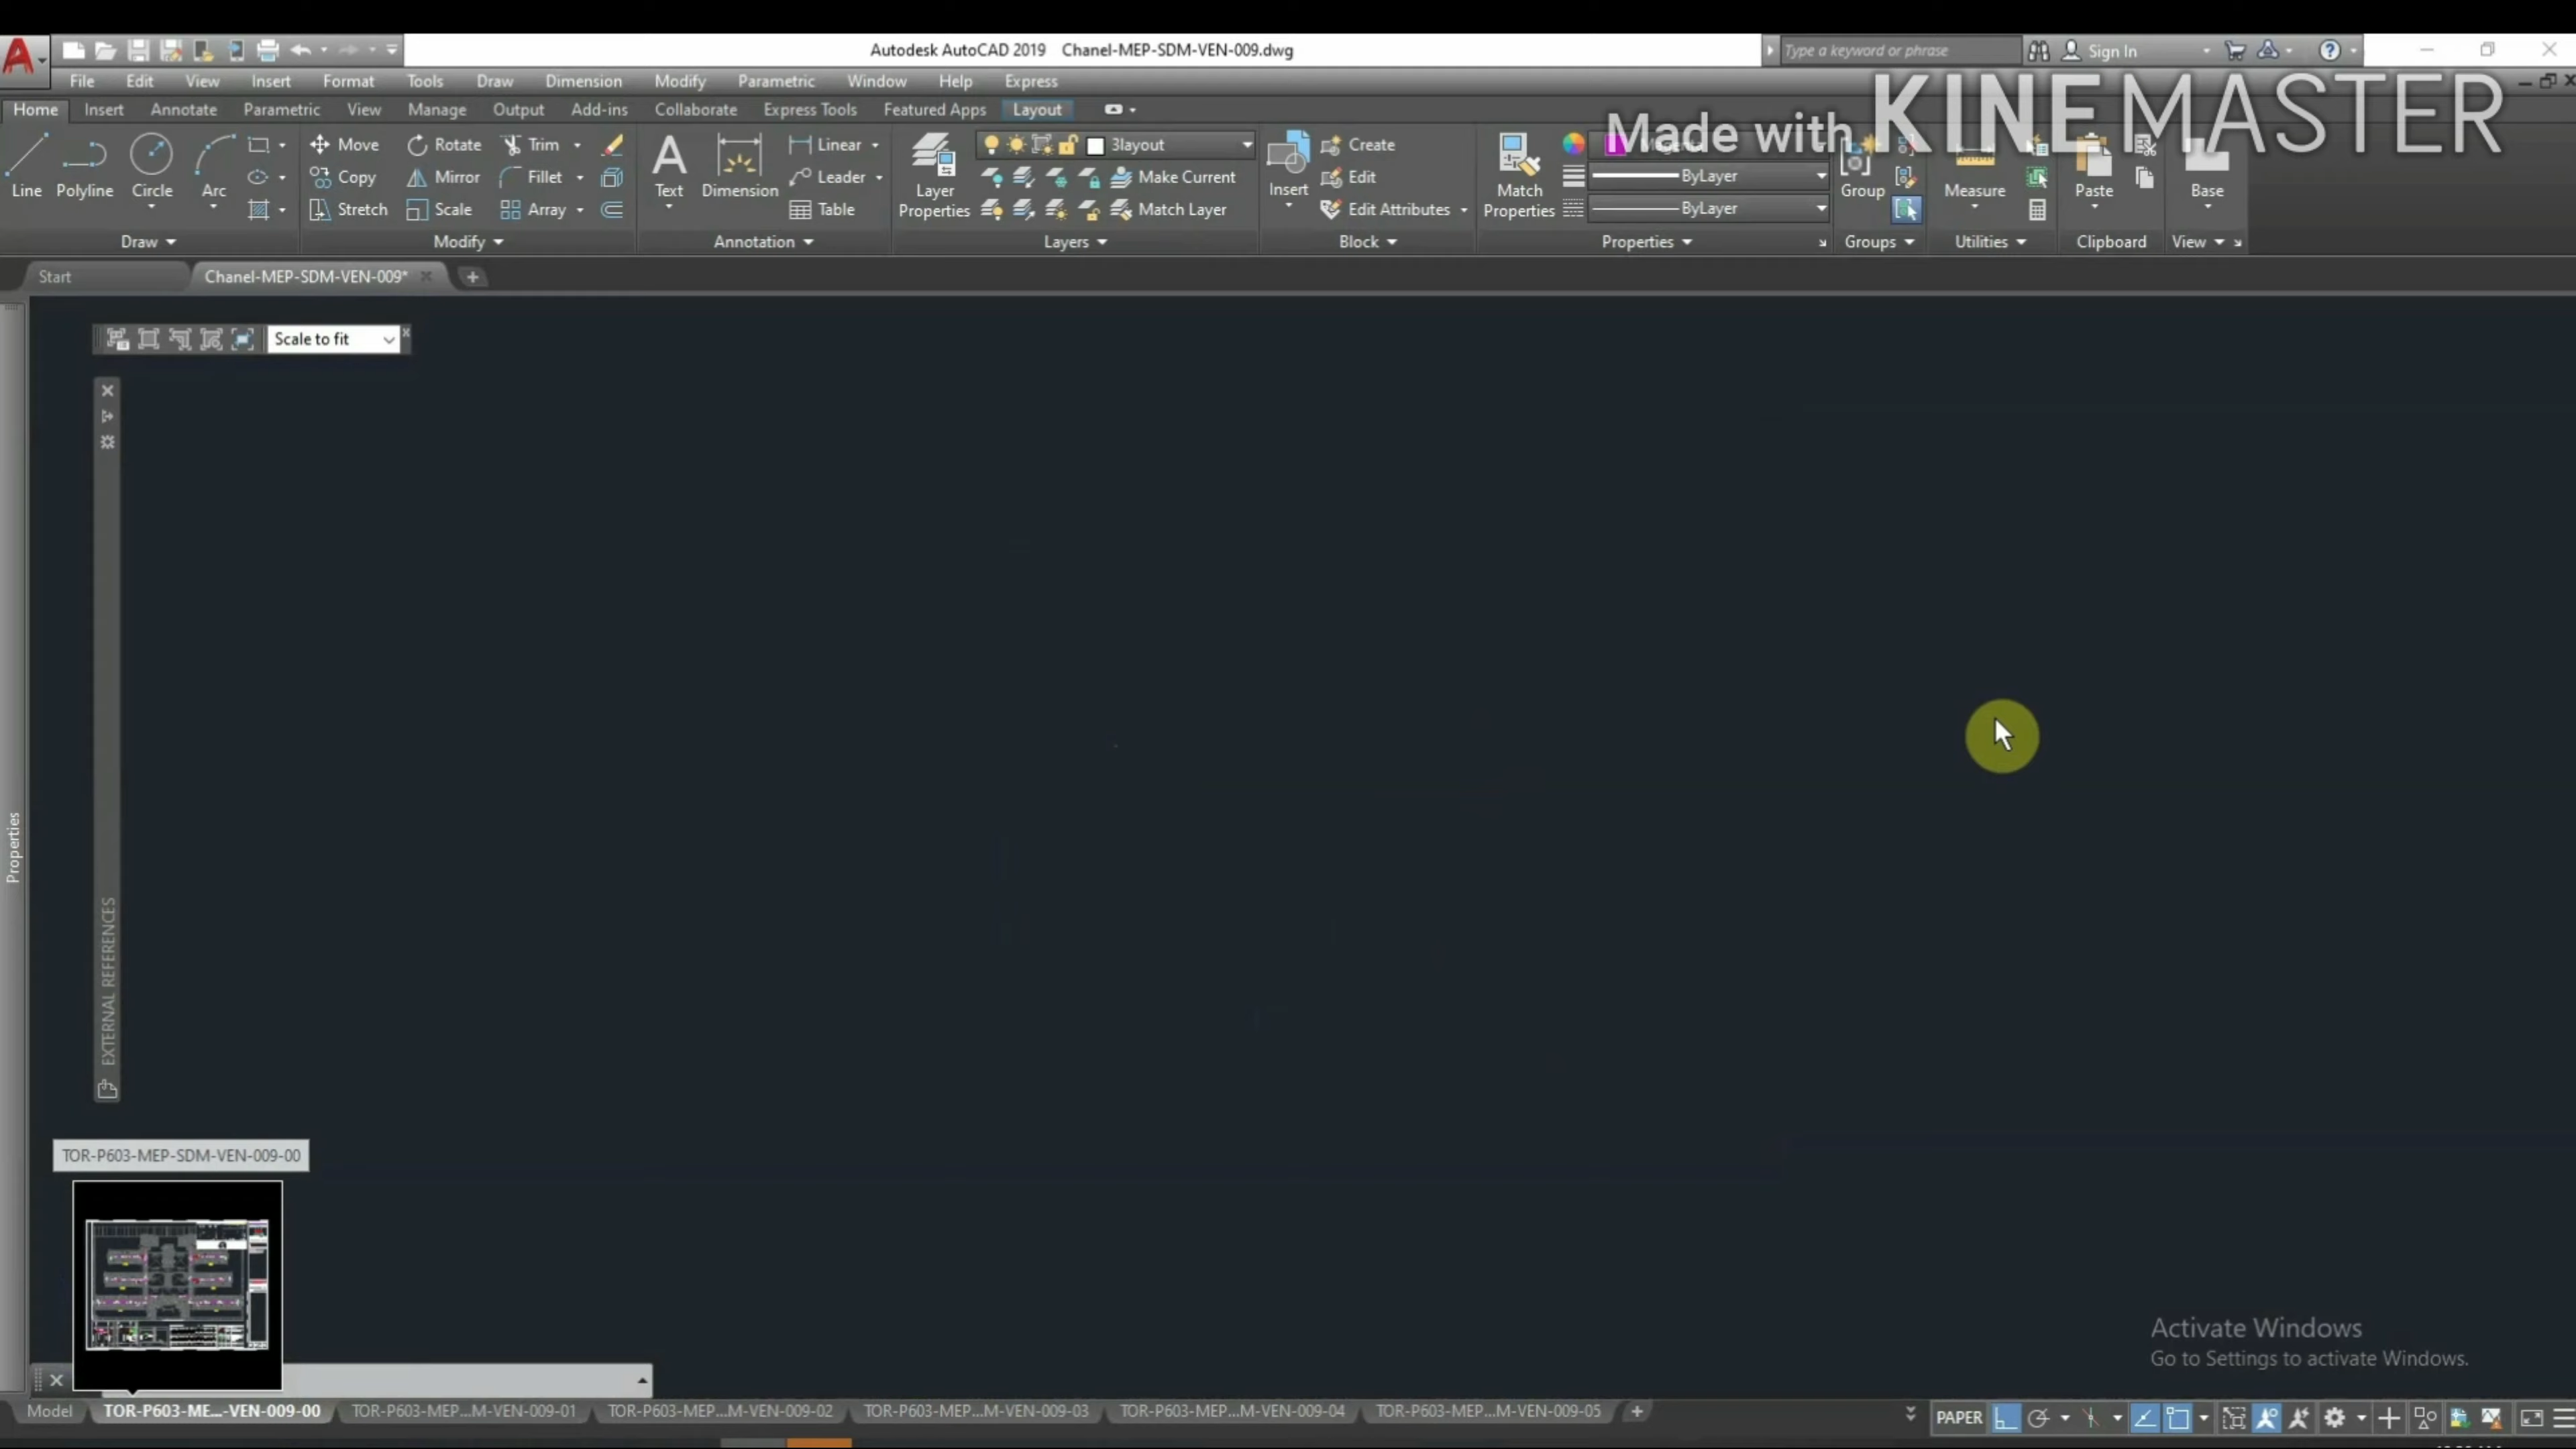 Autodesk AutoCAD 2019 Chanel-MEP-SDM-VEN-009.dwg
Type a keyword or phrase
Sign In
File Edit View Insert Format Tools Draw Dimension Modify Parametric Window Help Express
Home Insert Annotate Parametric View Manage Output Add-ins Collaborate Express Tools Featured Apps Layout
Made with KINEMASTER
Line Polyline Circle Arc
Move Rotate Trim
Copy Mirror Fillet
Stretch Scale Array
Text Dimension
Linear
Leader
Table
Layer Properties
3layout
Make Current
Match Layer
Insert
Create
Edit
Edit Attributes
Match Properties
ByLayer
ByLayer
Group
Measure
Paste
Base
Draw Modify Annotation Layers Block Properties Groups Utilities Clipboard View
Start Chanel-MEP-SDM-VEN-009*
Scale to fit
Properties
EXTERNAL REFERENCES
TOR-P603-MEP-SDM-VEN-009-00
Activate Windows
Go to Settings to activate Windows.
Model TOR-P603-ME...-VEN-009-00 TOR-P603-MEP...M-VEN-009-01 TOR-P603-MEP...M-VEN-009-02 TOR-P603-MEP...M-VEN-009-03 TOR-P603-MEP...M-VEN-009-04 TOR-P603-MEP...M-VEN-009-05
PAPER